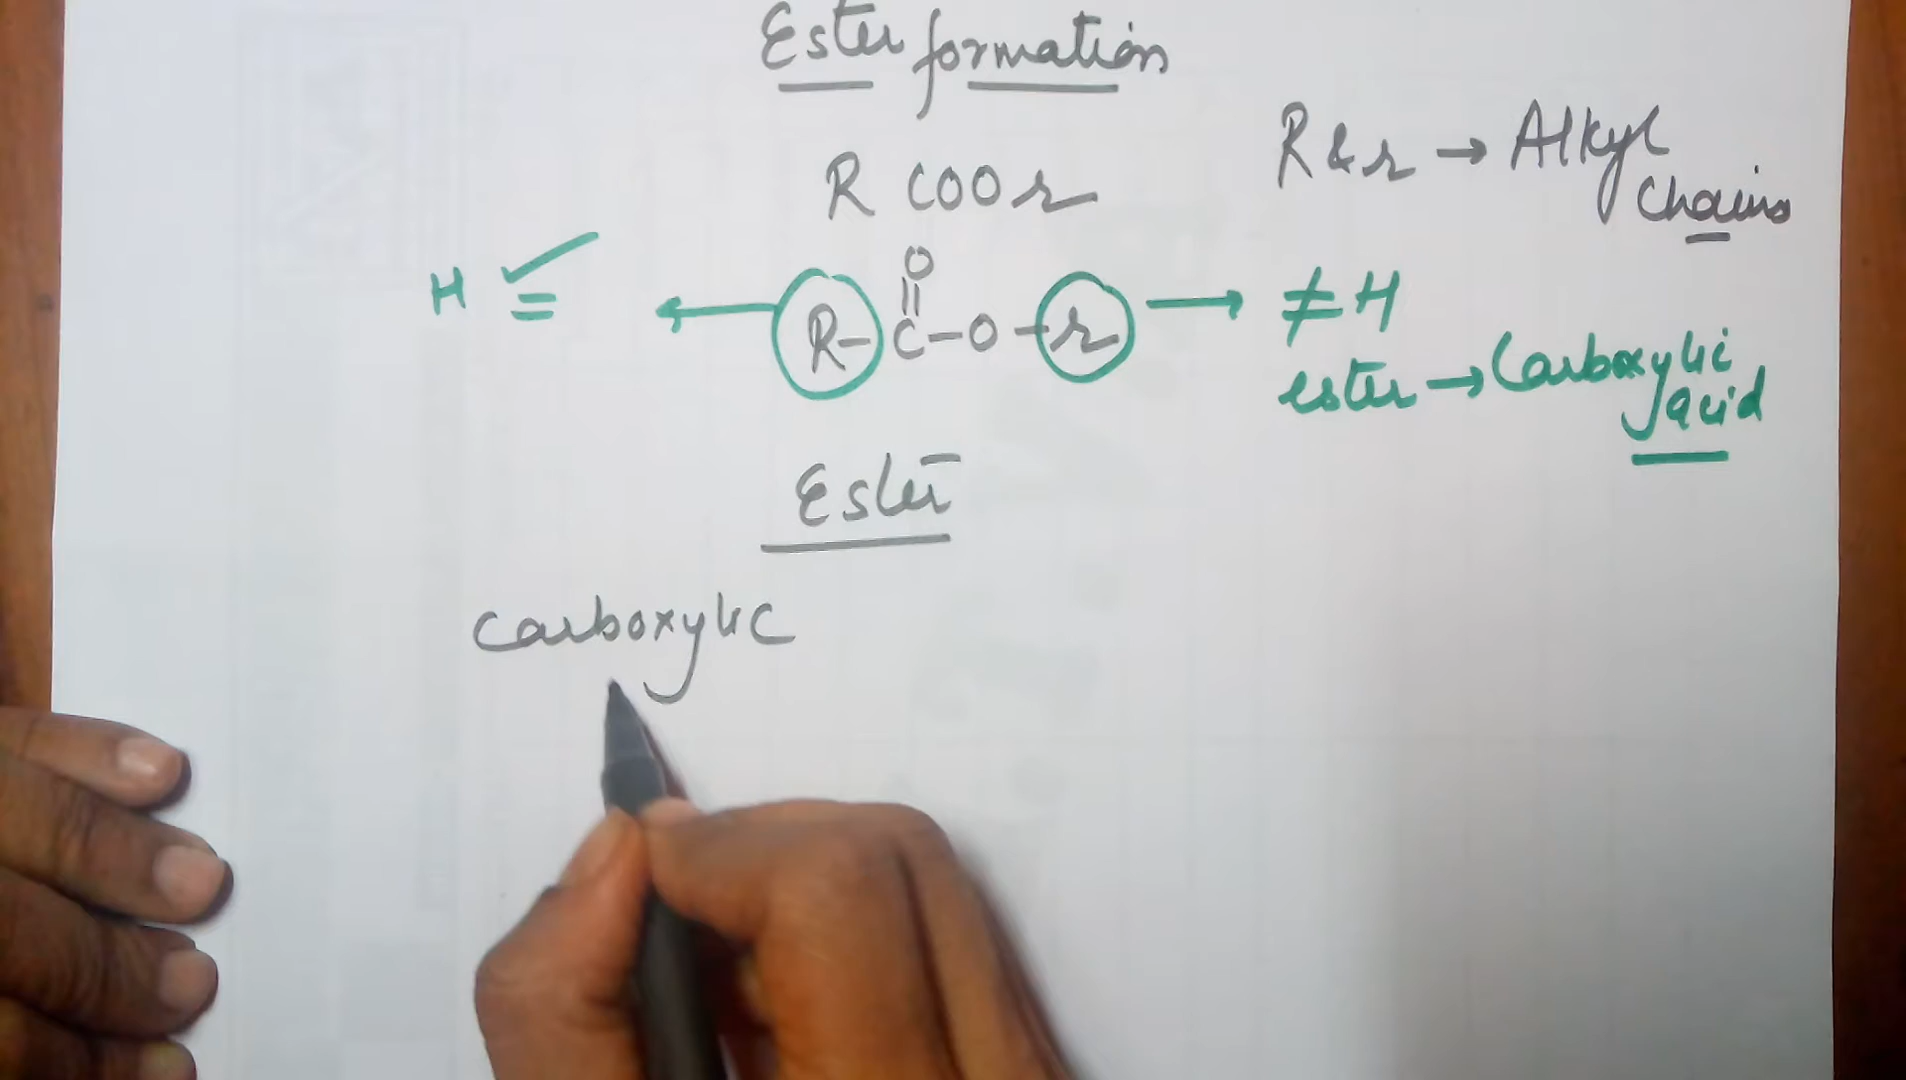 Ester formation
R COO r
R & r → Alkyl
chains
H ✓
=
← R - C - O - r →
O
||
≠ H
ester → Carboxylic
acid
Ester
carboxylic